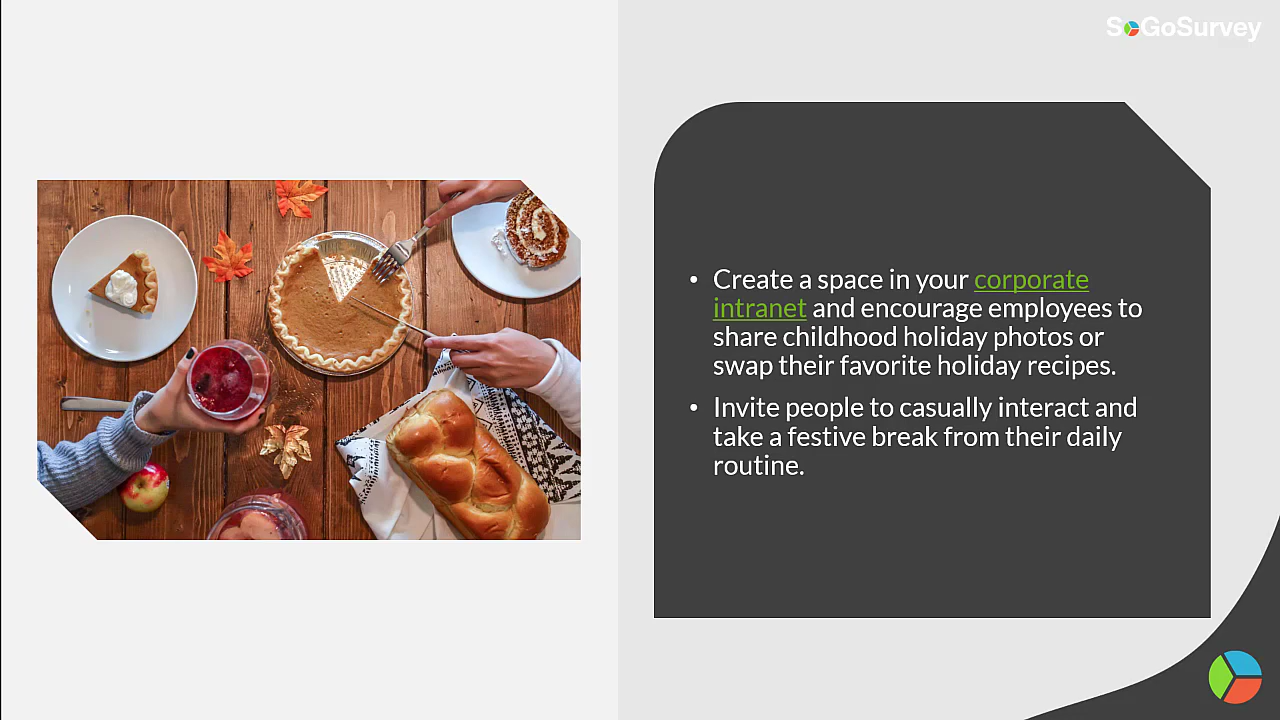 SoGoSurvey
• Create a space in your corporate
intranet and encourage employees to
share childhood holiday photos or
swap their favorite holiday recipes.
• Invite people to casually interact and
take a festive break from their daily
routine.